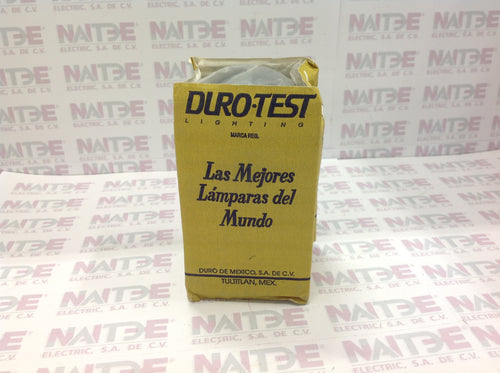 DURO-TEST
LIGHTING
MARCA REG.
Las Mejores
Lámparas del
Mundo
DURO DE MEXICO, S.A. DE C.V.
TULTITLAN, MEX.
NAITEE
ELECTRIC, S.A. DE C.V.